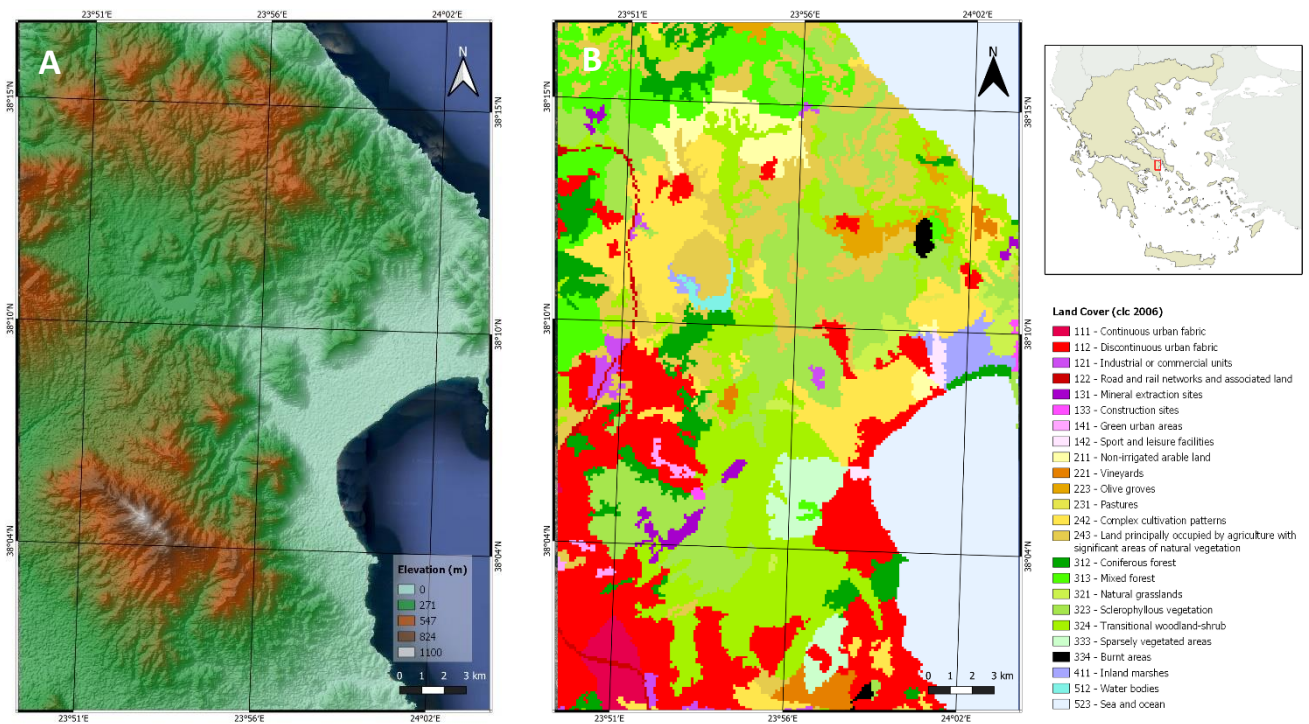 23°51'E 23°56'E 24°02'E
23°51'E 23°56'E 24°02'E
A
N
B
N
38°15'N 38°15'N
38°15'N 38°15'N
38°10'N 38°10'N
38°10'N 38°10'N
38°04'N 38°04'N
38°04'N 38°04'N
Elevation (m)
0
271
547
824
1100
0 1 2 3 km
0 1 2 3 km
23°51'E 23°56'E 24°02'E
23°51'E 23°56'E 24°02'E
Land Cover (clc 2006)
111 - Continuous urban fabric
112 - Discontinuous urban fabric
121 - Industrial or commercial units
122 - Road and rail networks and associated land
131 - Mineral extraction sites
133 - Construction sites
141 - Green urban areas
142 - Sport and leisure facilities
211 - Non-irrigated arable land
221 - Vineyards
223 - Olive groves
231 - Pastures
242 - Complex cultivation patterns
243 - Land principally occupied by agriculture with
significant areas of natural vegetation
312 - Coniferous forest
313 - Mixed forest
321 - Natural grasslands
323 - Sclerophyllous vegetation
324 - Transitional woodland-shrub
333 - Sparsely vegetated areas
334 - Burnt areas
411 - Inland marshes
512 - Water bodies
523 - Sea and ocean